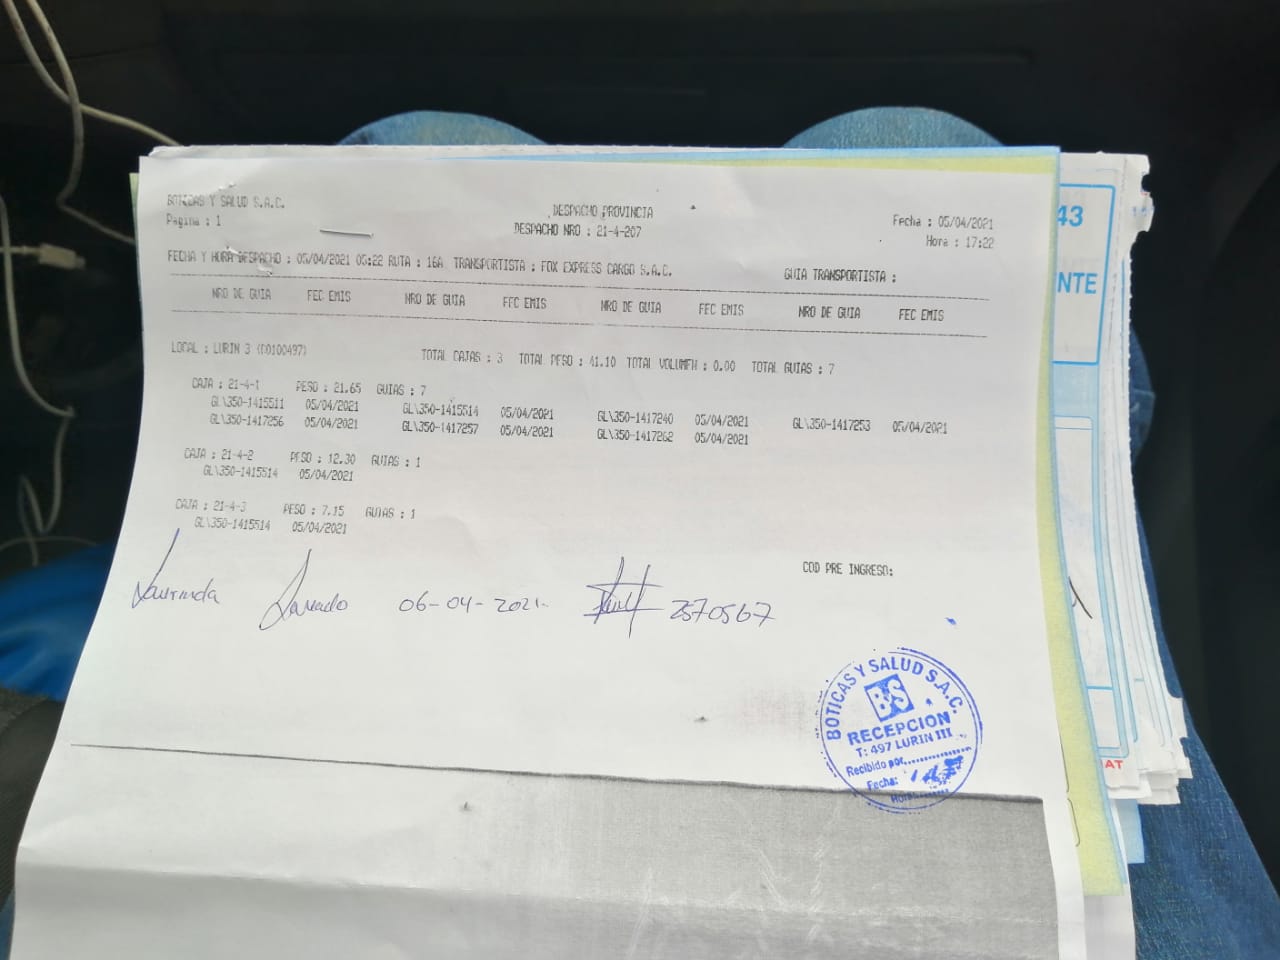 BOTICAS Y SALUD S.A.C.
Pagina : 1
DESPACHO PROVINCIA
DESPACHO NRO : 21-4-207
Fecha : 05/04/2021
Hora : 17:22
FECHA Y HORA DESPACHO : 05/04/2021 05:22 RUTA : 16A TRANSPORTISTA : FOX EXPRESS CARGO S.A.C. GUIA TRANSPORTISTA :
NRO DE GUIA FEC EMIS NRO DE GUIA FEC EMIS NRO DE GUIA FEC EMIS NRO DE GUIA FEC EMIS
LOCAL : LURIN 3 (00100497) TOTAL CAJAS : 3 TOTAL PESO : 41.10 TOTAL VOLUMEN : 0.00 TOTAL GUIAS : 7
CAJA : 21-4-1 PESO : 21.65 GUIAS : 7
GL\350-1415511 05/04/2021 GL\350-1415514 05/04/2021 GL\350-1417240 05/04/2021 GL\350-1417253 05/04/2021
GL\350-1417256 05/04/2021 GL\350-1417257 05/04/2021 GL\350-1417262 05/04/2021
CAJA : 21-4-2 PESO : 12.30 GUIAS : 1
GL\350-1415514 05/04/2021
CAJA : 21-4-3 PESO : 7.15 GUIAS : 1
GL\350-1415514 05/04/2021
COD PRE INGRESO:
Laurinda 06-04-2021. 2570567
BOTICAS Y SALUD S.A.C.
BS
RECEPCION
T: 497 LURIN III
Recibido por
Fecha:
Hora:
43
NTE
AT